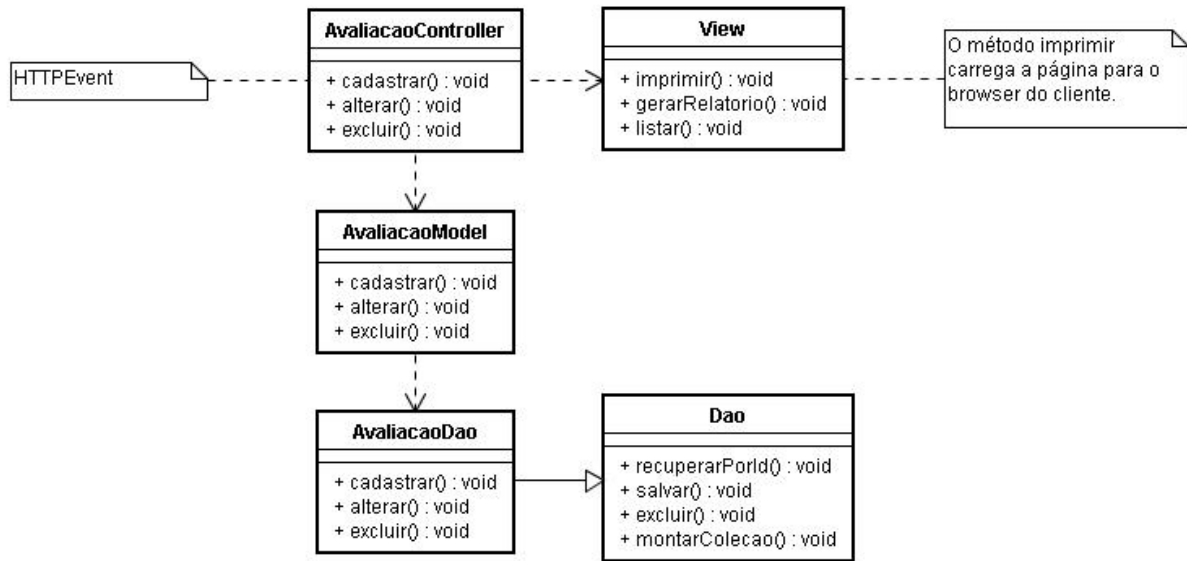 HTTPEvent
AvaliacaoController
+ cadastrar() : void
+ alterar() : void
+ excluir() : void
View
+ imprimir() : void
+ gerarRelatorio() : void
+ listar() : void
O método imprimir
carrega a página para o
browser do cliente.
AvaliacaoModel
+ cadastrar() : void
+ alterar() : void
+ excluir() : void
AvaliacaoDao
+ cadastrar() : void
+ alterar() : void
+ excluir() : void
Dao
+ recuperarPorId() : void
+ salvar() : void
+ excluir() : void
+ montarColecao() : void